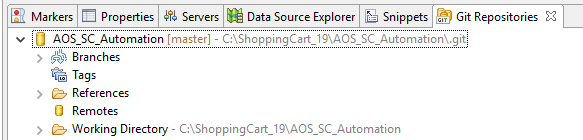 Markers Properties Servers Data Source Explorer Snippets Git Repositories
AOS_SC_Automation [master] - C:\ShoppingCart_19\AOS_SC_Automation\.git
Branches
Tags
References
Remotes
Working Directory - C:\ShoppingCart_19\AOS_SC_Automation